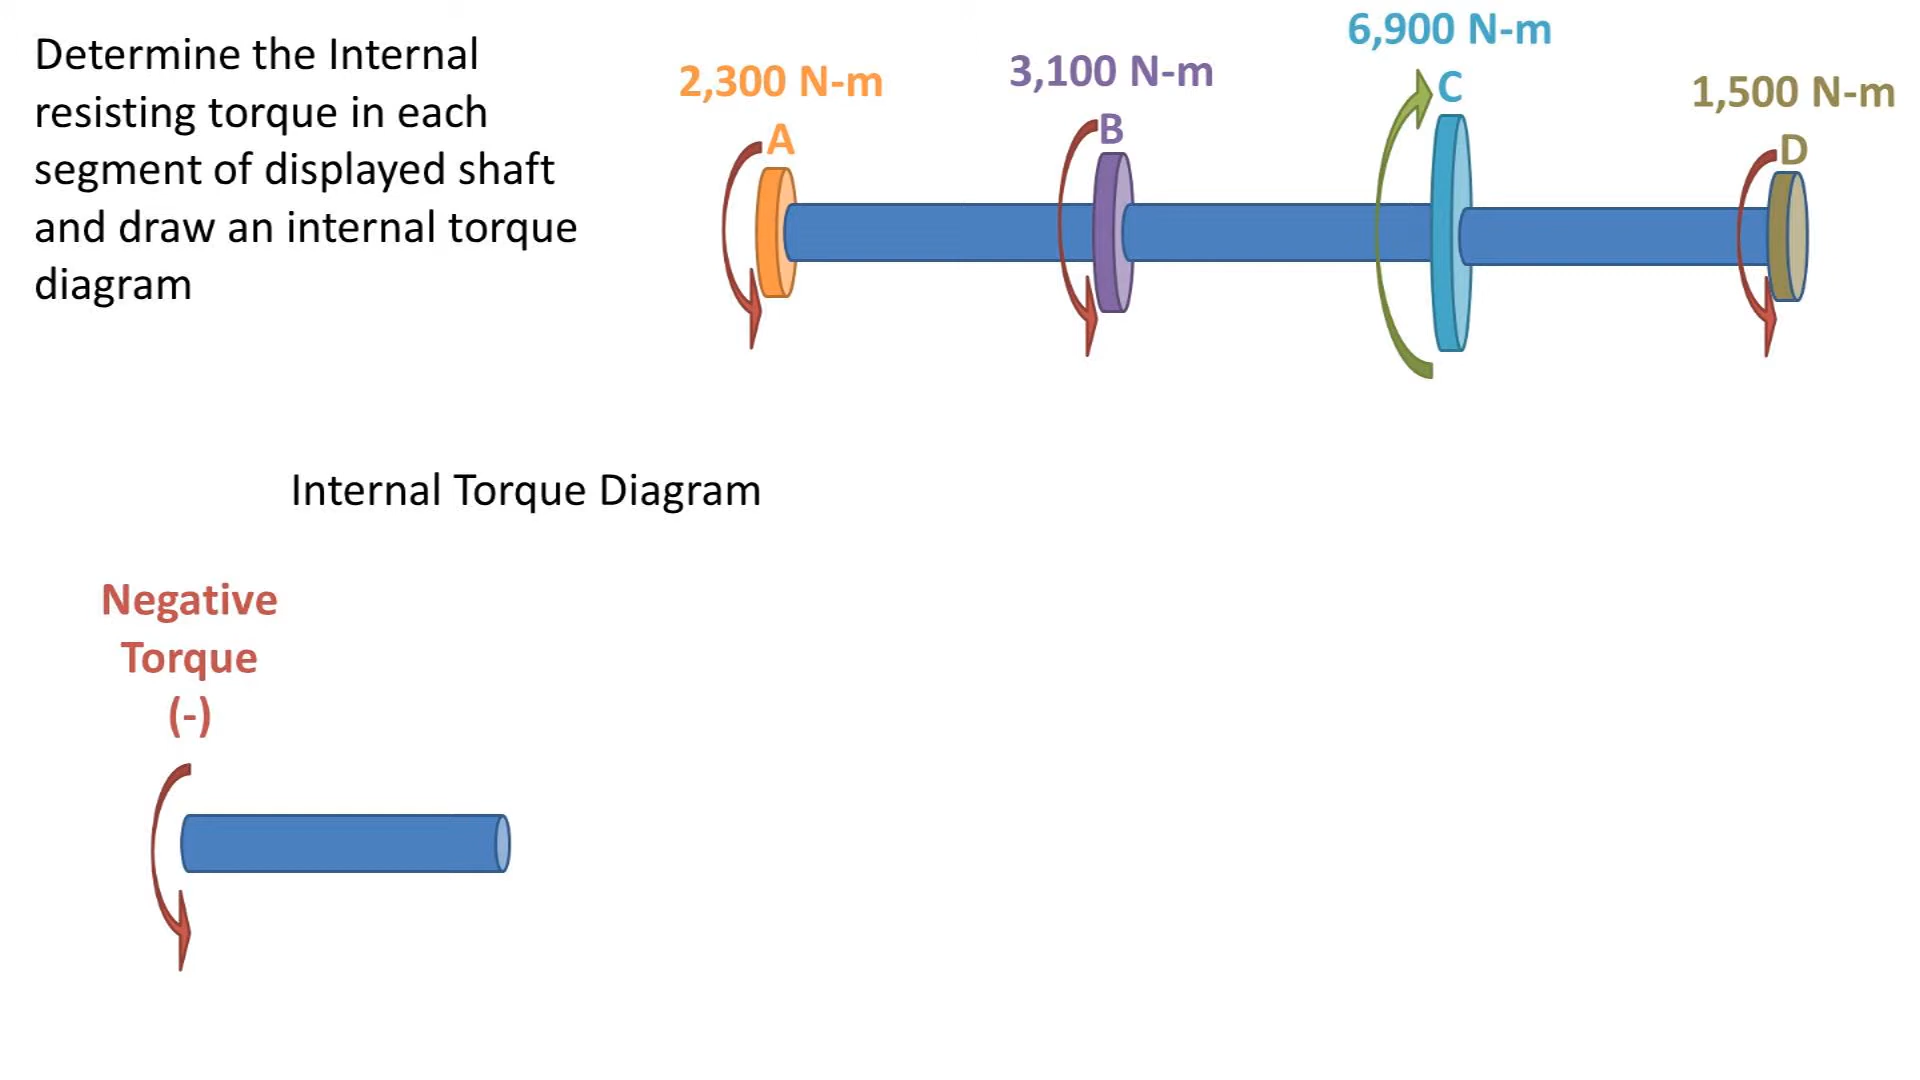 Determine the Internal
resisting torque in each
segment of displayed shaft
and draw an internal torque
diagram
2,300 N-m
A
3,100 N-m
B
6,900 N-m
C
1,500 N-m
D
Internal Torque Diagram
Negative
Torque
(-)